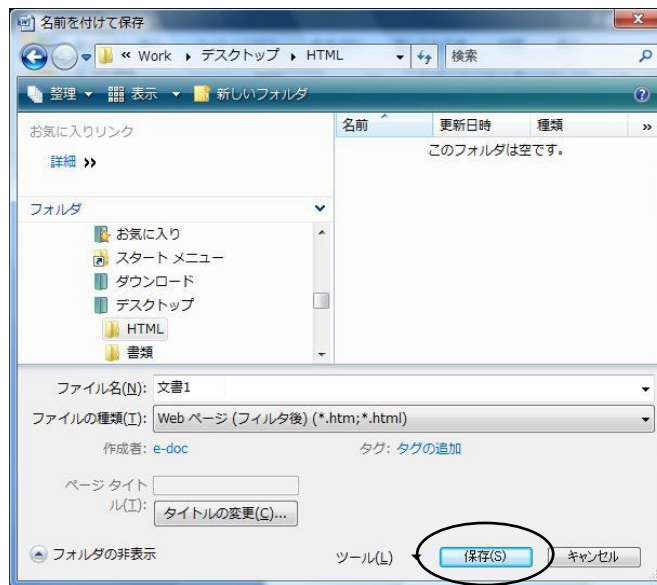 名前を付けて保存
« Work ▸ デスクトップ ▸ HTML 検索
整理 表示 新しいフォルダ
お気に入りリンク
詳細 »
名前 更新日時 種類 »
このフォルダは空です。
フォルダ
お気に入り
スタート メニュー
ダウンロード
デスクトップ
HTML
書類
ファイル名(N): 文書1
ファイルの種類(T): Web ページ (フィルタ後) (*.htm;*.html)
作成者: e-doc タグ: タグの追加
ページ タイト
ル(I):
タイトルの変更(C)...
フォルダの非表示 ツール(L) 保存(S) キャンセル